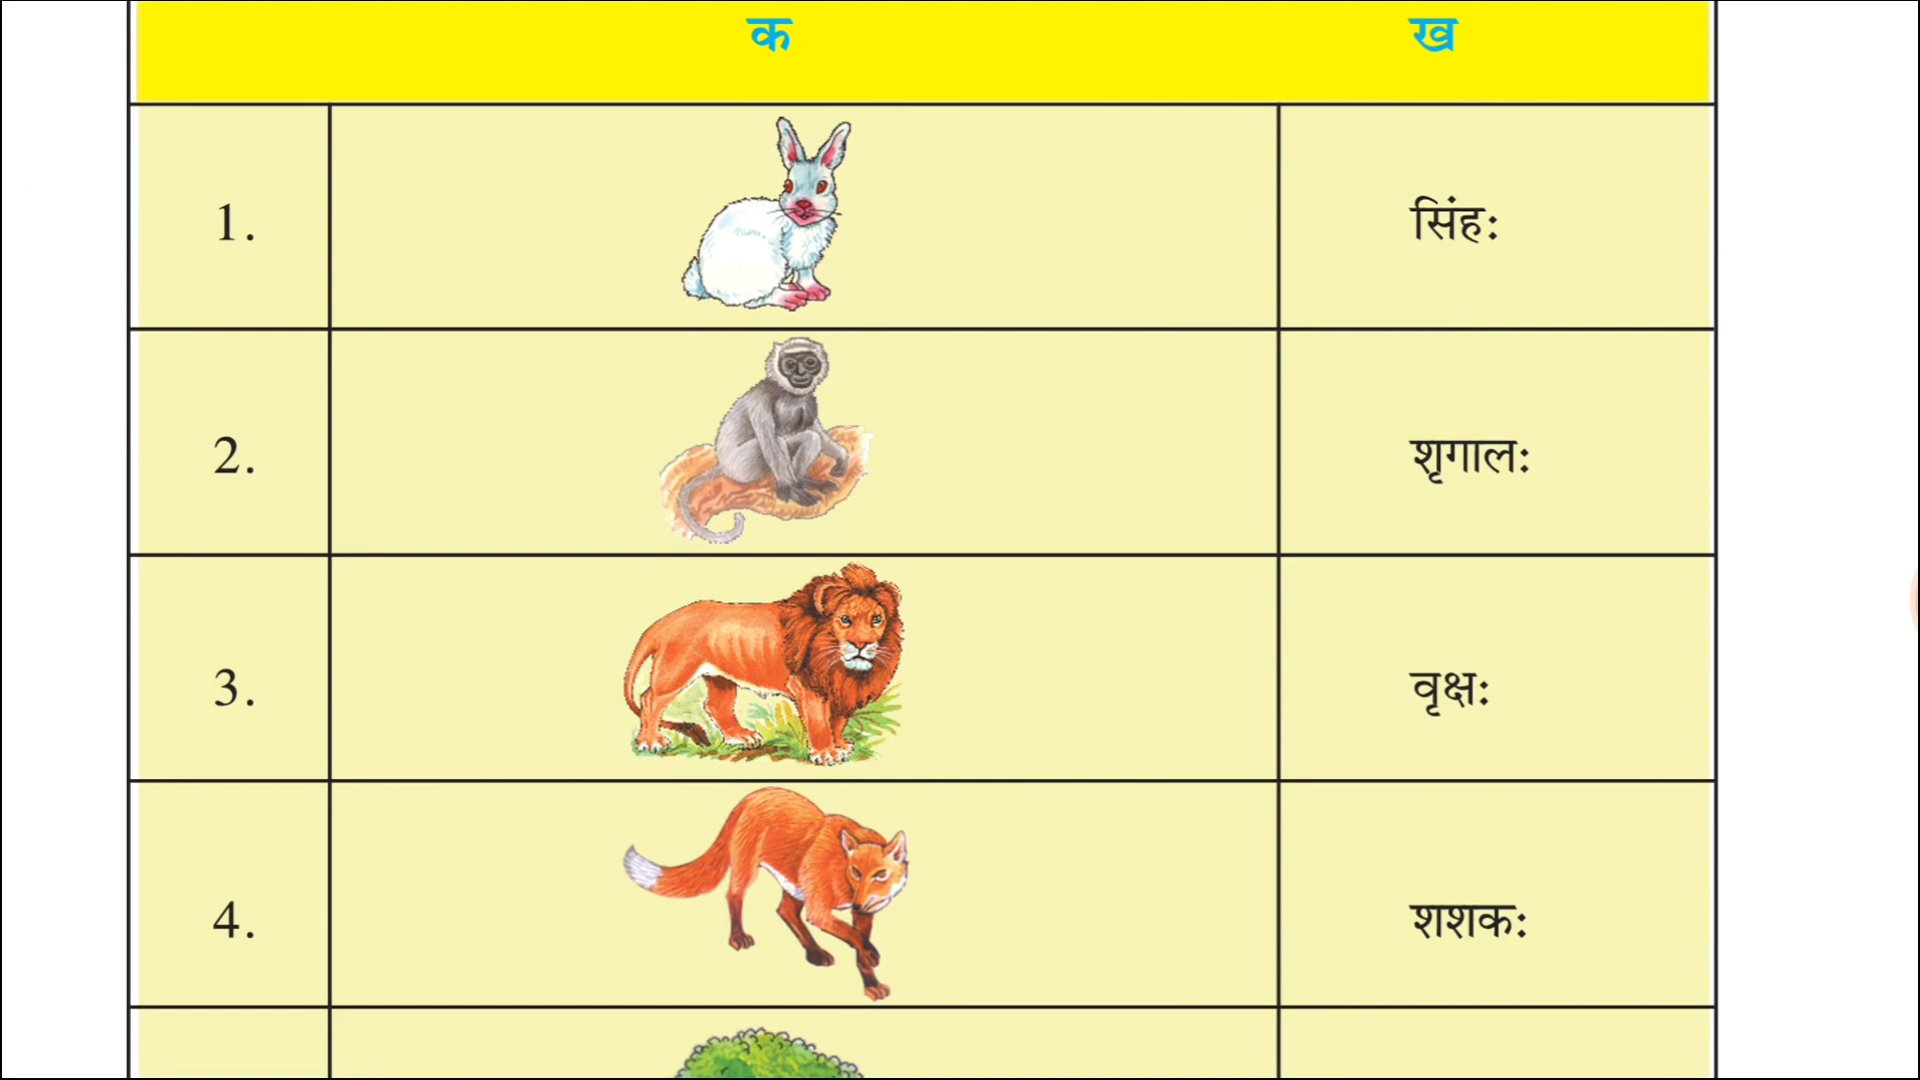 क ख
1. सिंहः
2. शृगालः
3. वृक्षः
4. शशकः